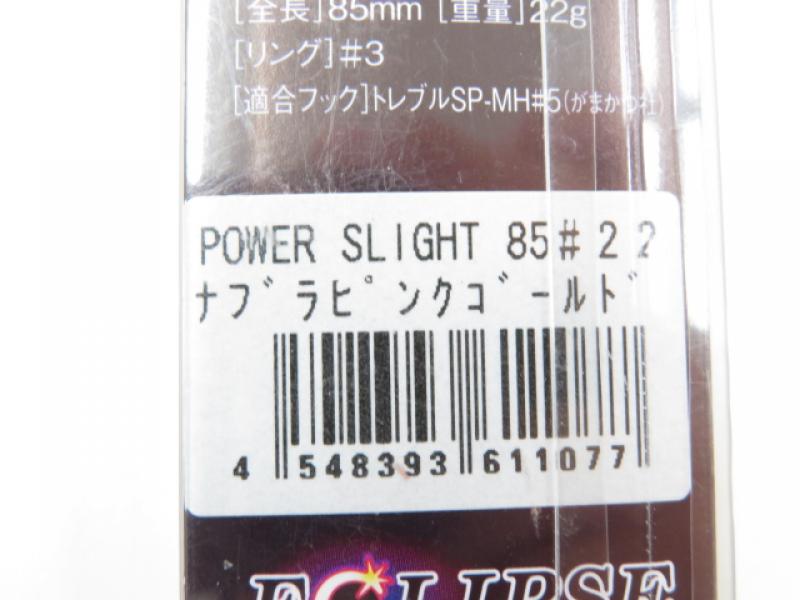 [全長]85mm [重量]22g
[リング]#3
[適合フック]トレブルSP-MH#5(がまかつ社)
POWER SLIGHT 85#22
ナブラピンクゴールド
4 548393 611077
ECLIPSE